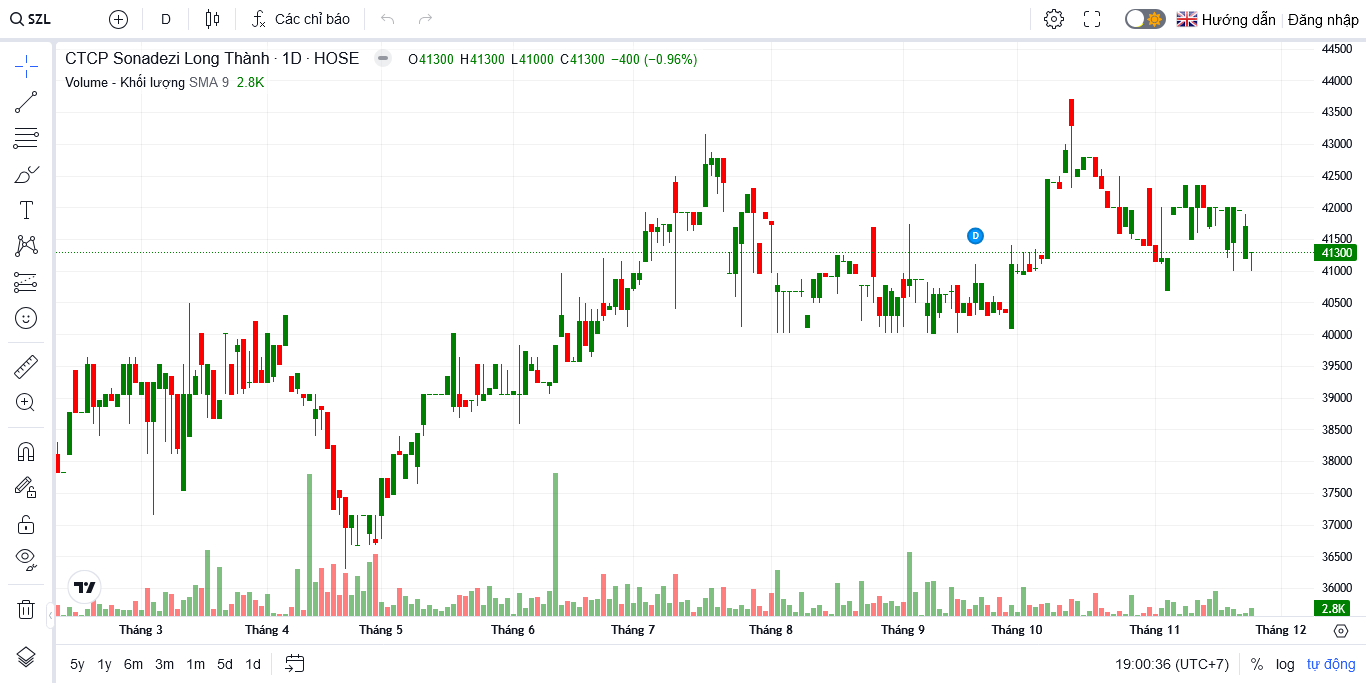 SZL D Các chỉ báo Hướng dẫn Đăng nhập
CTCP Sonadezi Long Thành · 1D · HOSE O41300 H41300 L41000 C41300 −400 (−0.96%)
Volume - Khối lượng SMA 9 2.8K
44500
44000
43500
43000
42500
42000
41500
41300
41000
40500
40000
39500
39000
38500
38000
37500
37000
36500
36000
2.8K
D
Tháng 3 Tháng 4 Tháng 5 Tháng 6 Tháng 7 Tháng 8 Tháng 9 Tháng 10 Tháng 11 Tháng 12
5y 1y 6m 3m 1m 5d 1d 19:00:36 (UTC+7) % log tự động